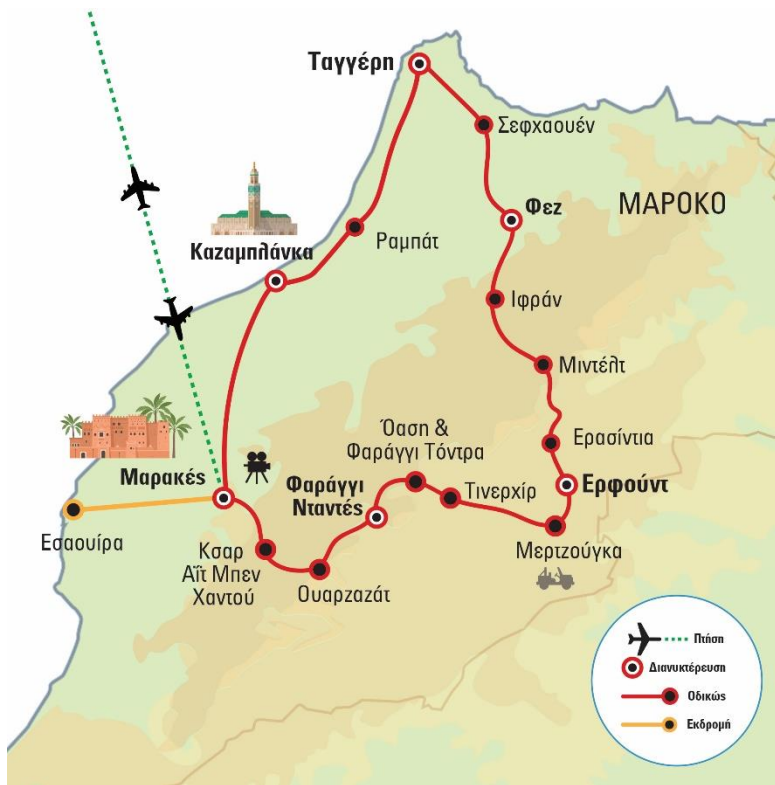 Ταγγέρη
Σεφχαουέν
Φεζ
ΜΑΡΟΚΟ
Ραμπάτ
Καζαμπλάνκα
Ιφράν
Μιντέλτ
Όαση &
Φαράγγι Τόντρα
Ερασίντια
Μαρακές
Φαράγγι
Νταντές
Τινερχίρ
Ερφούντ
Εσαουίρα
Κσαρ
Αΐτ Μπεν
Χαντού
Ουαρζαζάτ
Μερτζούγκα
Πτήση
Διανυκτέρευση
Οδικώς
Εκδρομή